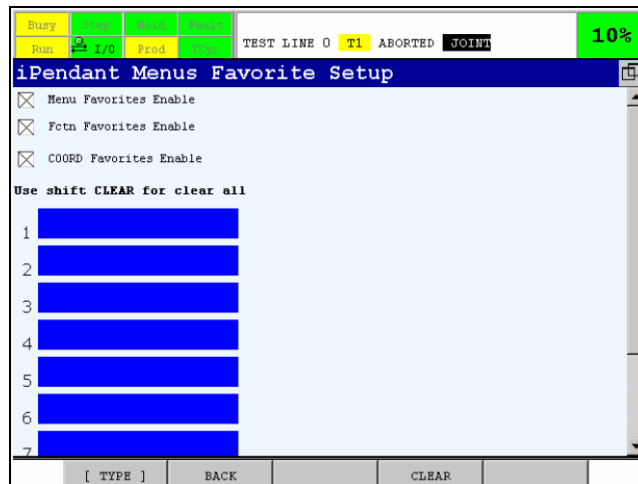 Busy Step Hold Fault
Run I/O Prod TCyc
TEST LINE 0 T1 ABORTED JOINT
10%
iPendant Menus Favorite Setup
Menu Favorites Enable
Fctn Favorites Enable
COORD Favorites Enable
Use shift CLEAR for clear all
1
2
3
4
5
6
7
[ TYPE ] BACK CLEAR